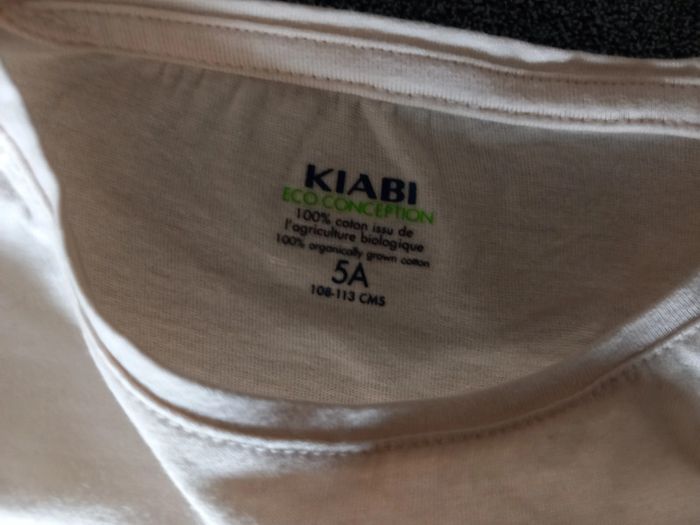 KIABI
ECO CONCEPTION
100% coton issu de
l'agriculture biologique
100% organically grown cotton
5A
108-113 CMS